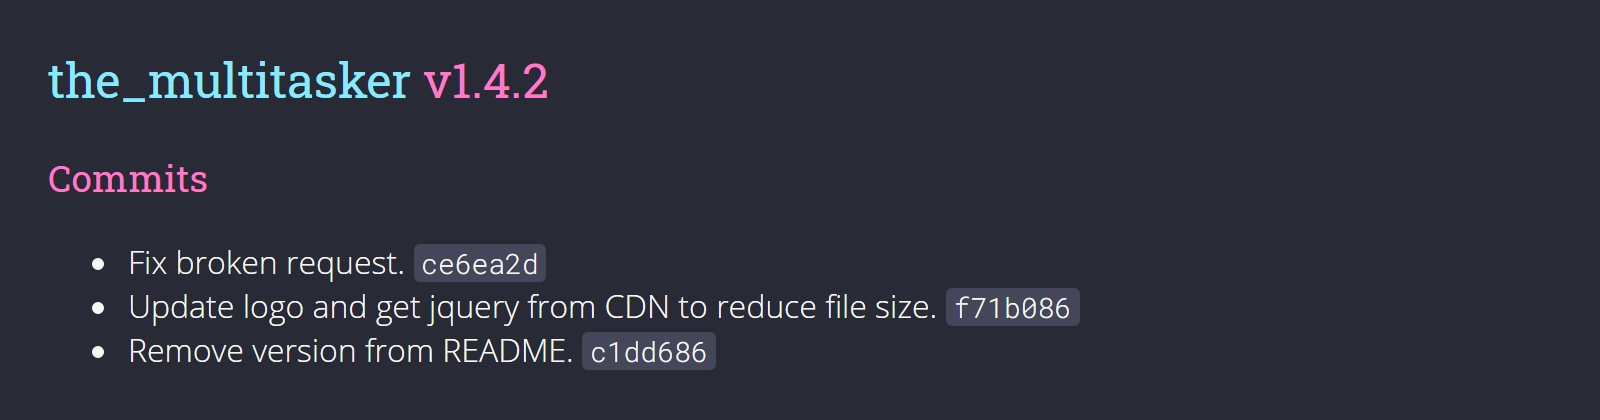 the_multitasker v1.4.2
Commits
Fix broken request. ce6ea2d
Update logo and get jquery from CDN to reduce file size. f71b086
Remove version from README. c1dd686